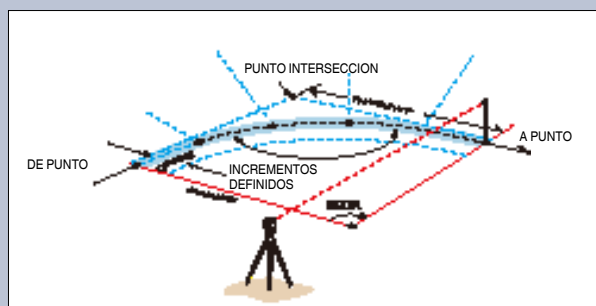 PUNTO INTERSECCION
A PUNTO
DE PUNTO
INCREMENTOS
DEFINIDOS